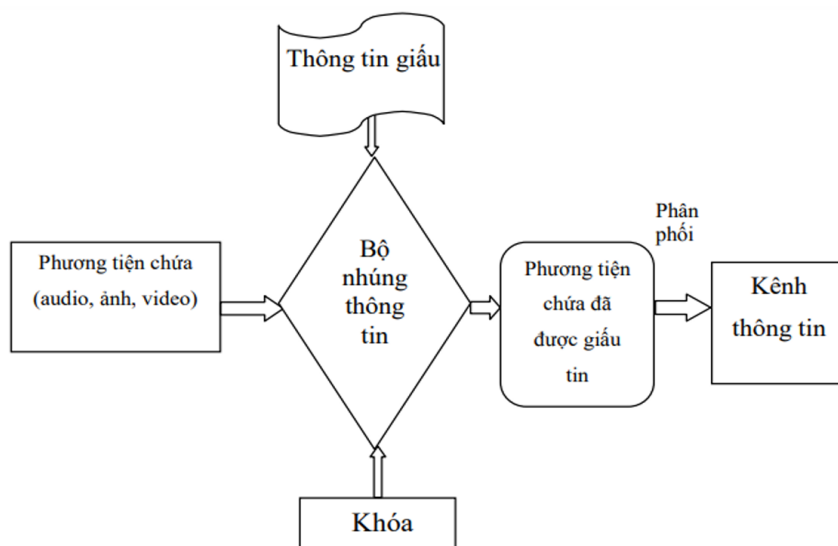 Thông tin giấu
Phương tiện chứa
(audio, ảnh, video)
Bộ
nhúng
thông
tin
Phương tiện
chứa đã
được giấu
tin
Phân
phối
Kênh
thông tin
Khóa